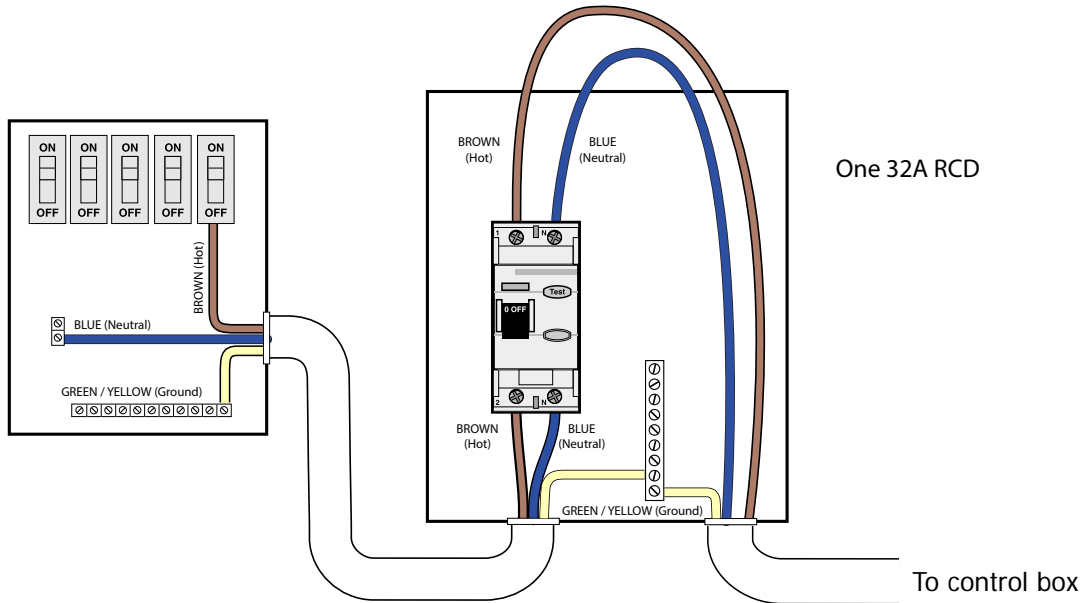 ON ON ON ON ON
OFF OFF OFF OFF OFF
BROWN (Hot)
BLUE (Neutral)
GREEN / YELLOW (Ground)
BROWN
(Hot)
BLUE
(Neutral)
One 32A RCD
1 N
Test
0 OFF
2 N
BROWN
(Hot)
BLUE
(Neutral)
GREEN / YELLOW (Ground)
To control box